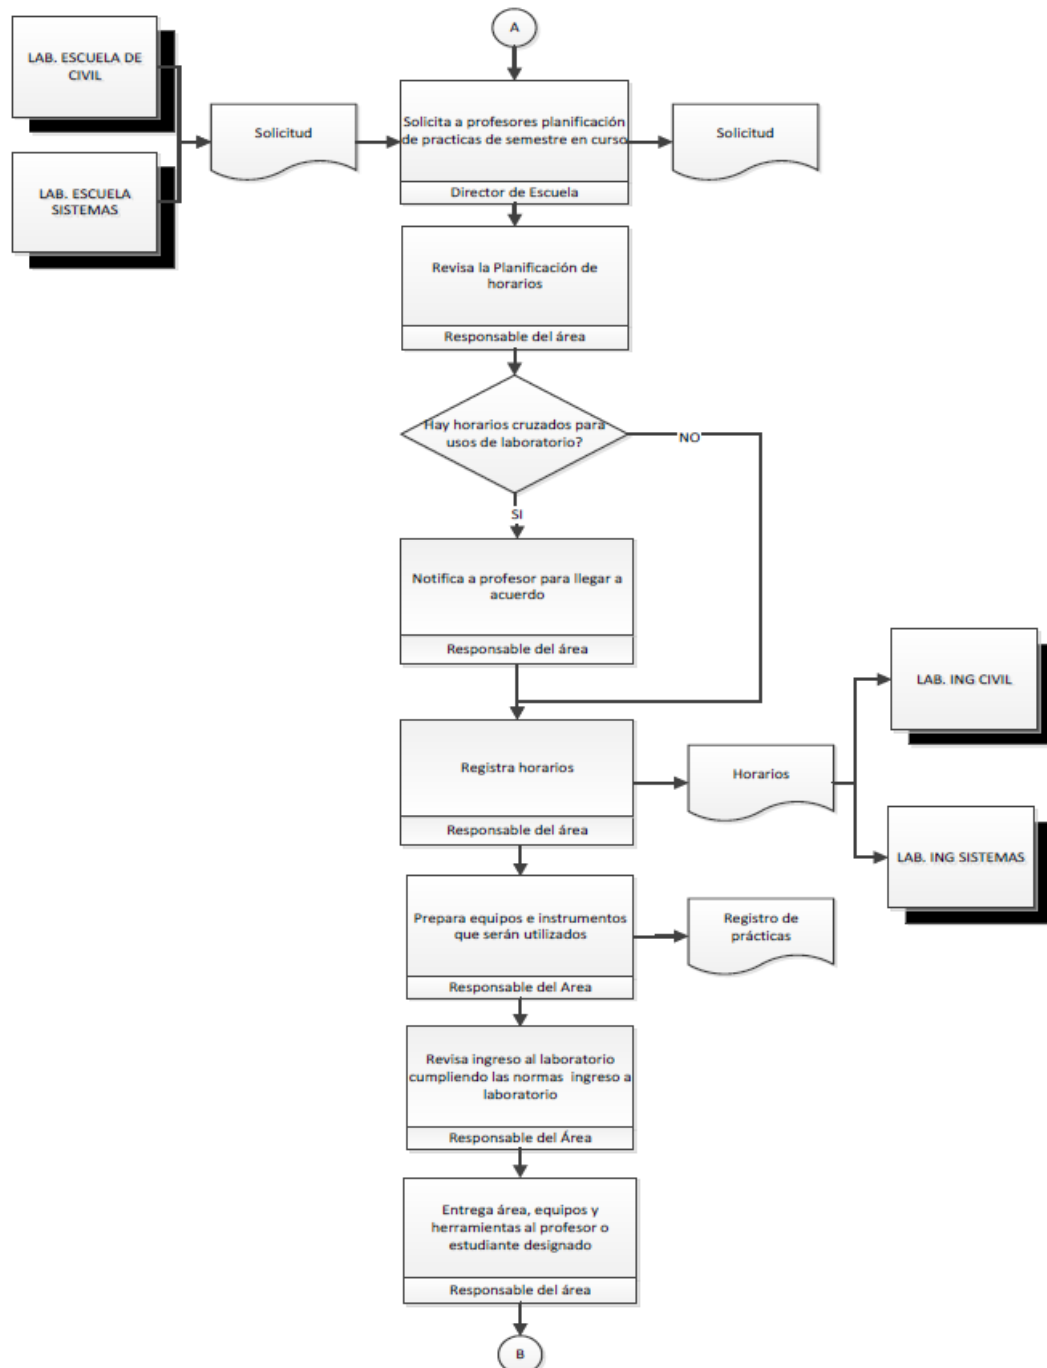 A
LAB. ESCUELA DE
CIVIL
Solicitud
Solicita a profesores planificación
de practicas de semestre en curso
Director de Escuela
Solicitud
LAB. ESCUELA
SISTEMAS
Revisa la Planificación de
horarios
Responsable del área
Hay horarios cruzados para
usos de laboratorio?
NO
SI
Notifica a profesor para llegar a
acuerdo
Responsable del área
LAB. ING CIVIL
Registra horarios
Responsable del área
Horarios
LAB. ING SISTEMAS
Prepara equipos e instrumentos
que serán utilizados
Responsable del Area
Registro de
prácticas
Revisa ingreso al laboratorio
cumpliendo las normas  ingreso a
laboratorio
Responsable del Área
Entrega área, equipos y
herramientas al profesor o
estudiante designado
Responsable del área
B